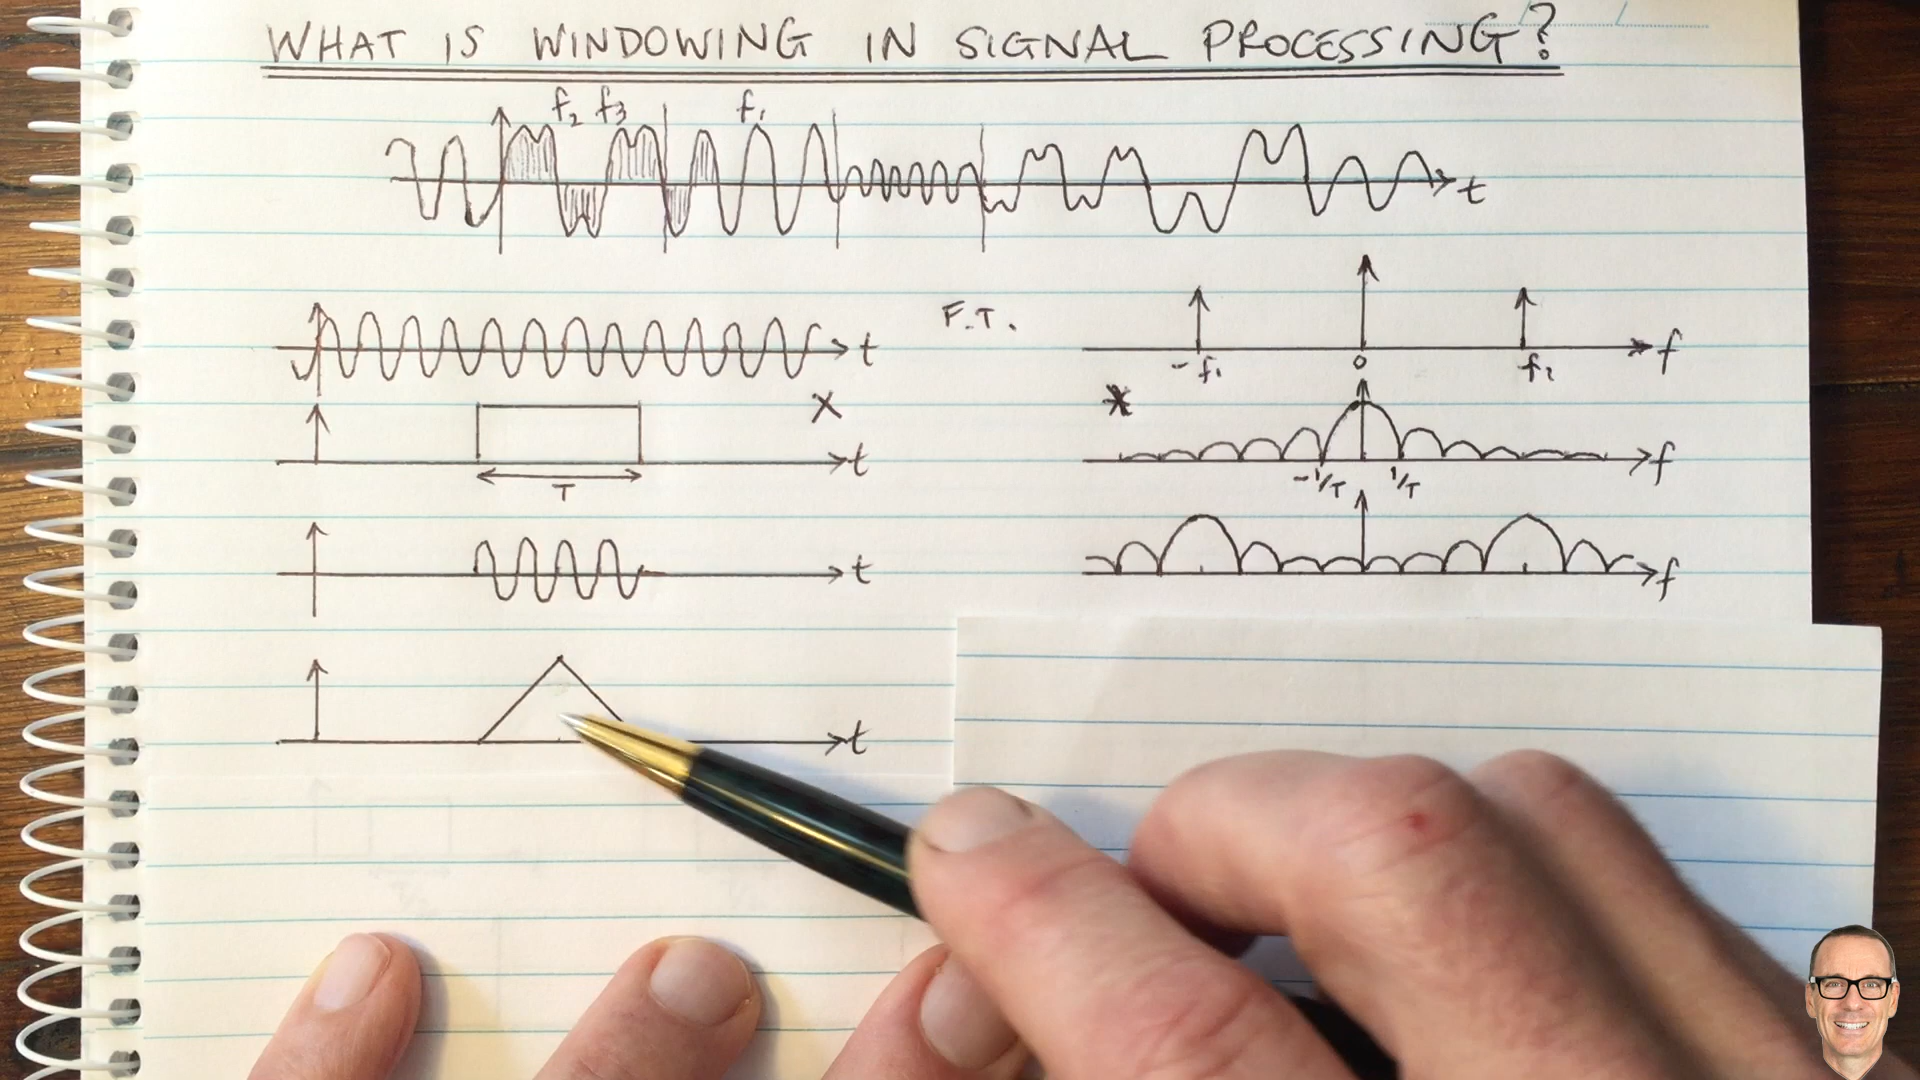 WHAT IS WINDOWING IN SIGNAL PROCESSING?
f₂ f₃ f₁
t
F.T.
t
f
-f₁ 0 f₁
×
*
t
f
T
-1/T 1/T
t
f
t